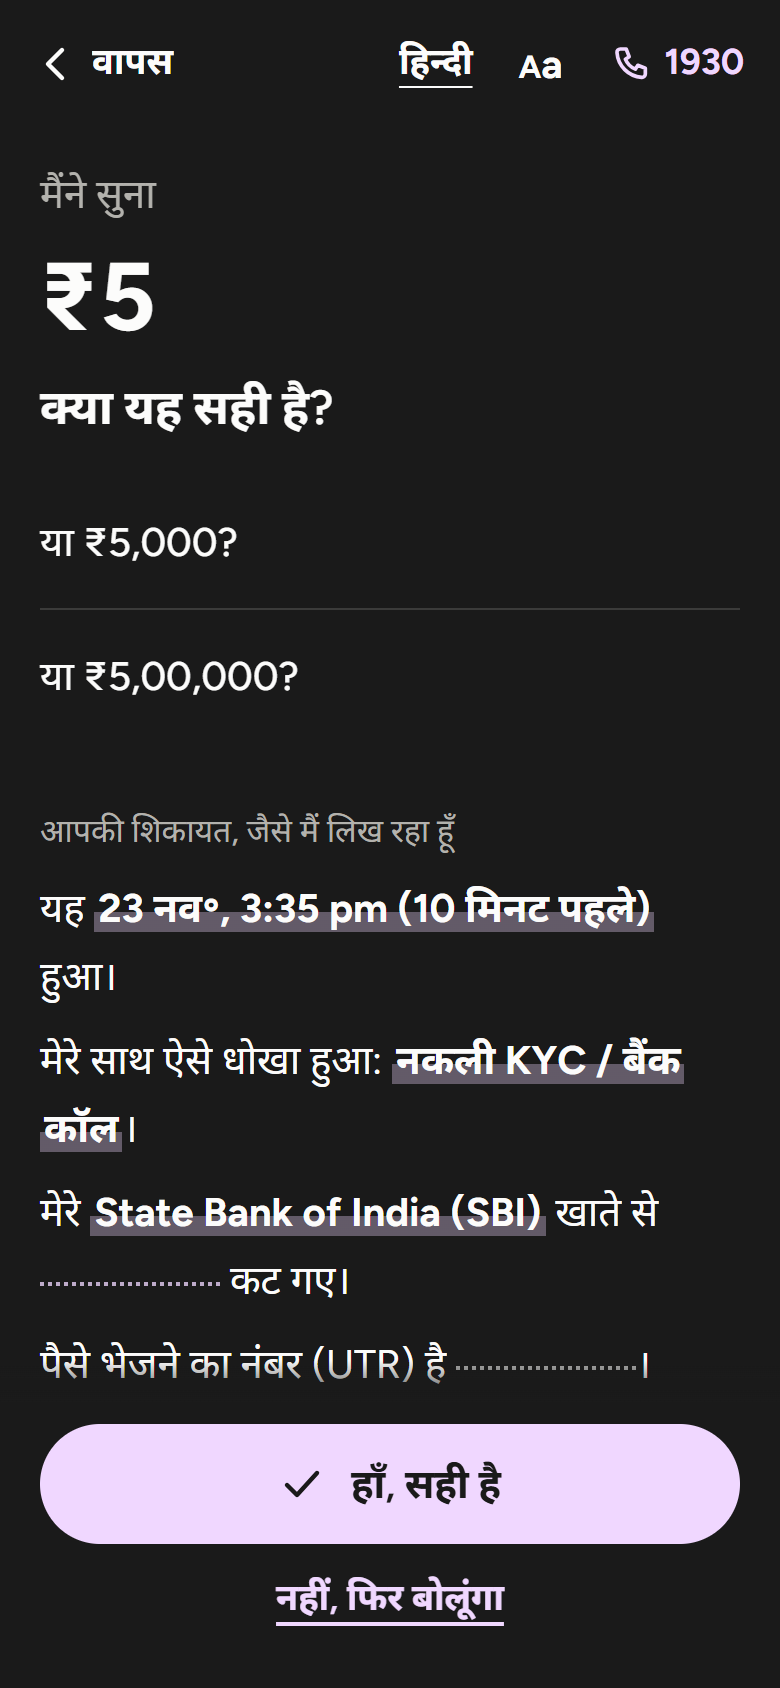 वापस
हिन्दी
Aa
1930
मैंने सुना
₹5
क्या यह सही है?
या ₹5,000?
या ₹5,00,000?
आपकी शिकायत, जैसे मैं लिख रहा हूँ
यह 23 नव॰, 3:35 pm (10 मिनट पहले)
हुआ।
मेरे साथ ऐसे धोखा हुआ: नकली KYC / बैंक
कॉल।
मेरे State Bank of India (SBI) खाते से
कट गए।
पैसे भेजने का नंबर (UTR) है ।
हाँ, सही है
नहीं, फिर बोलूंगा